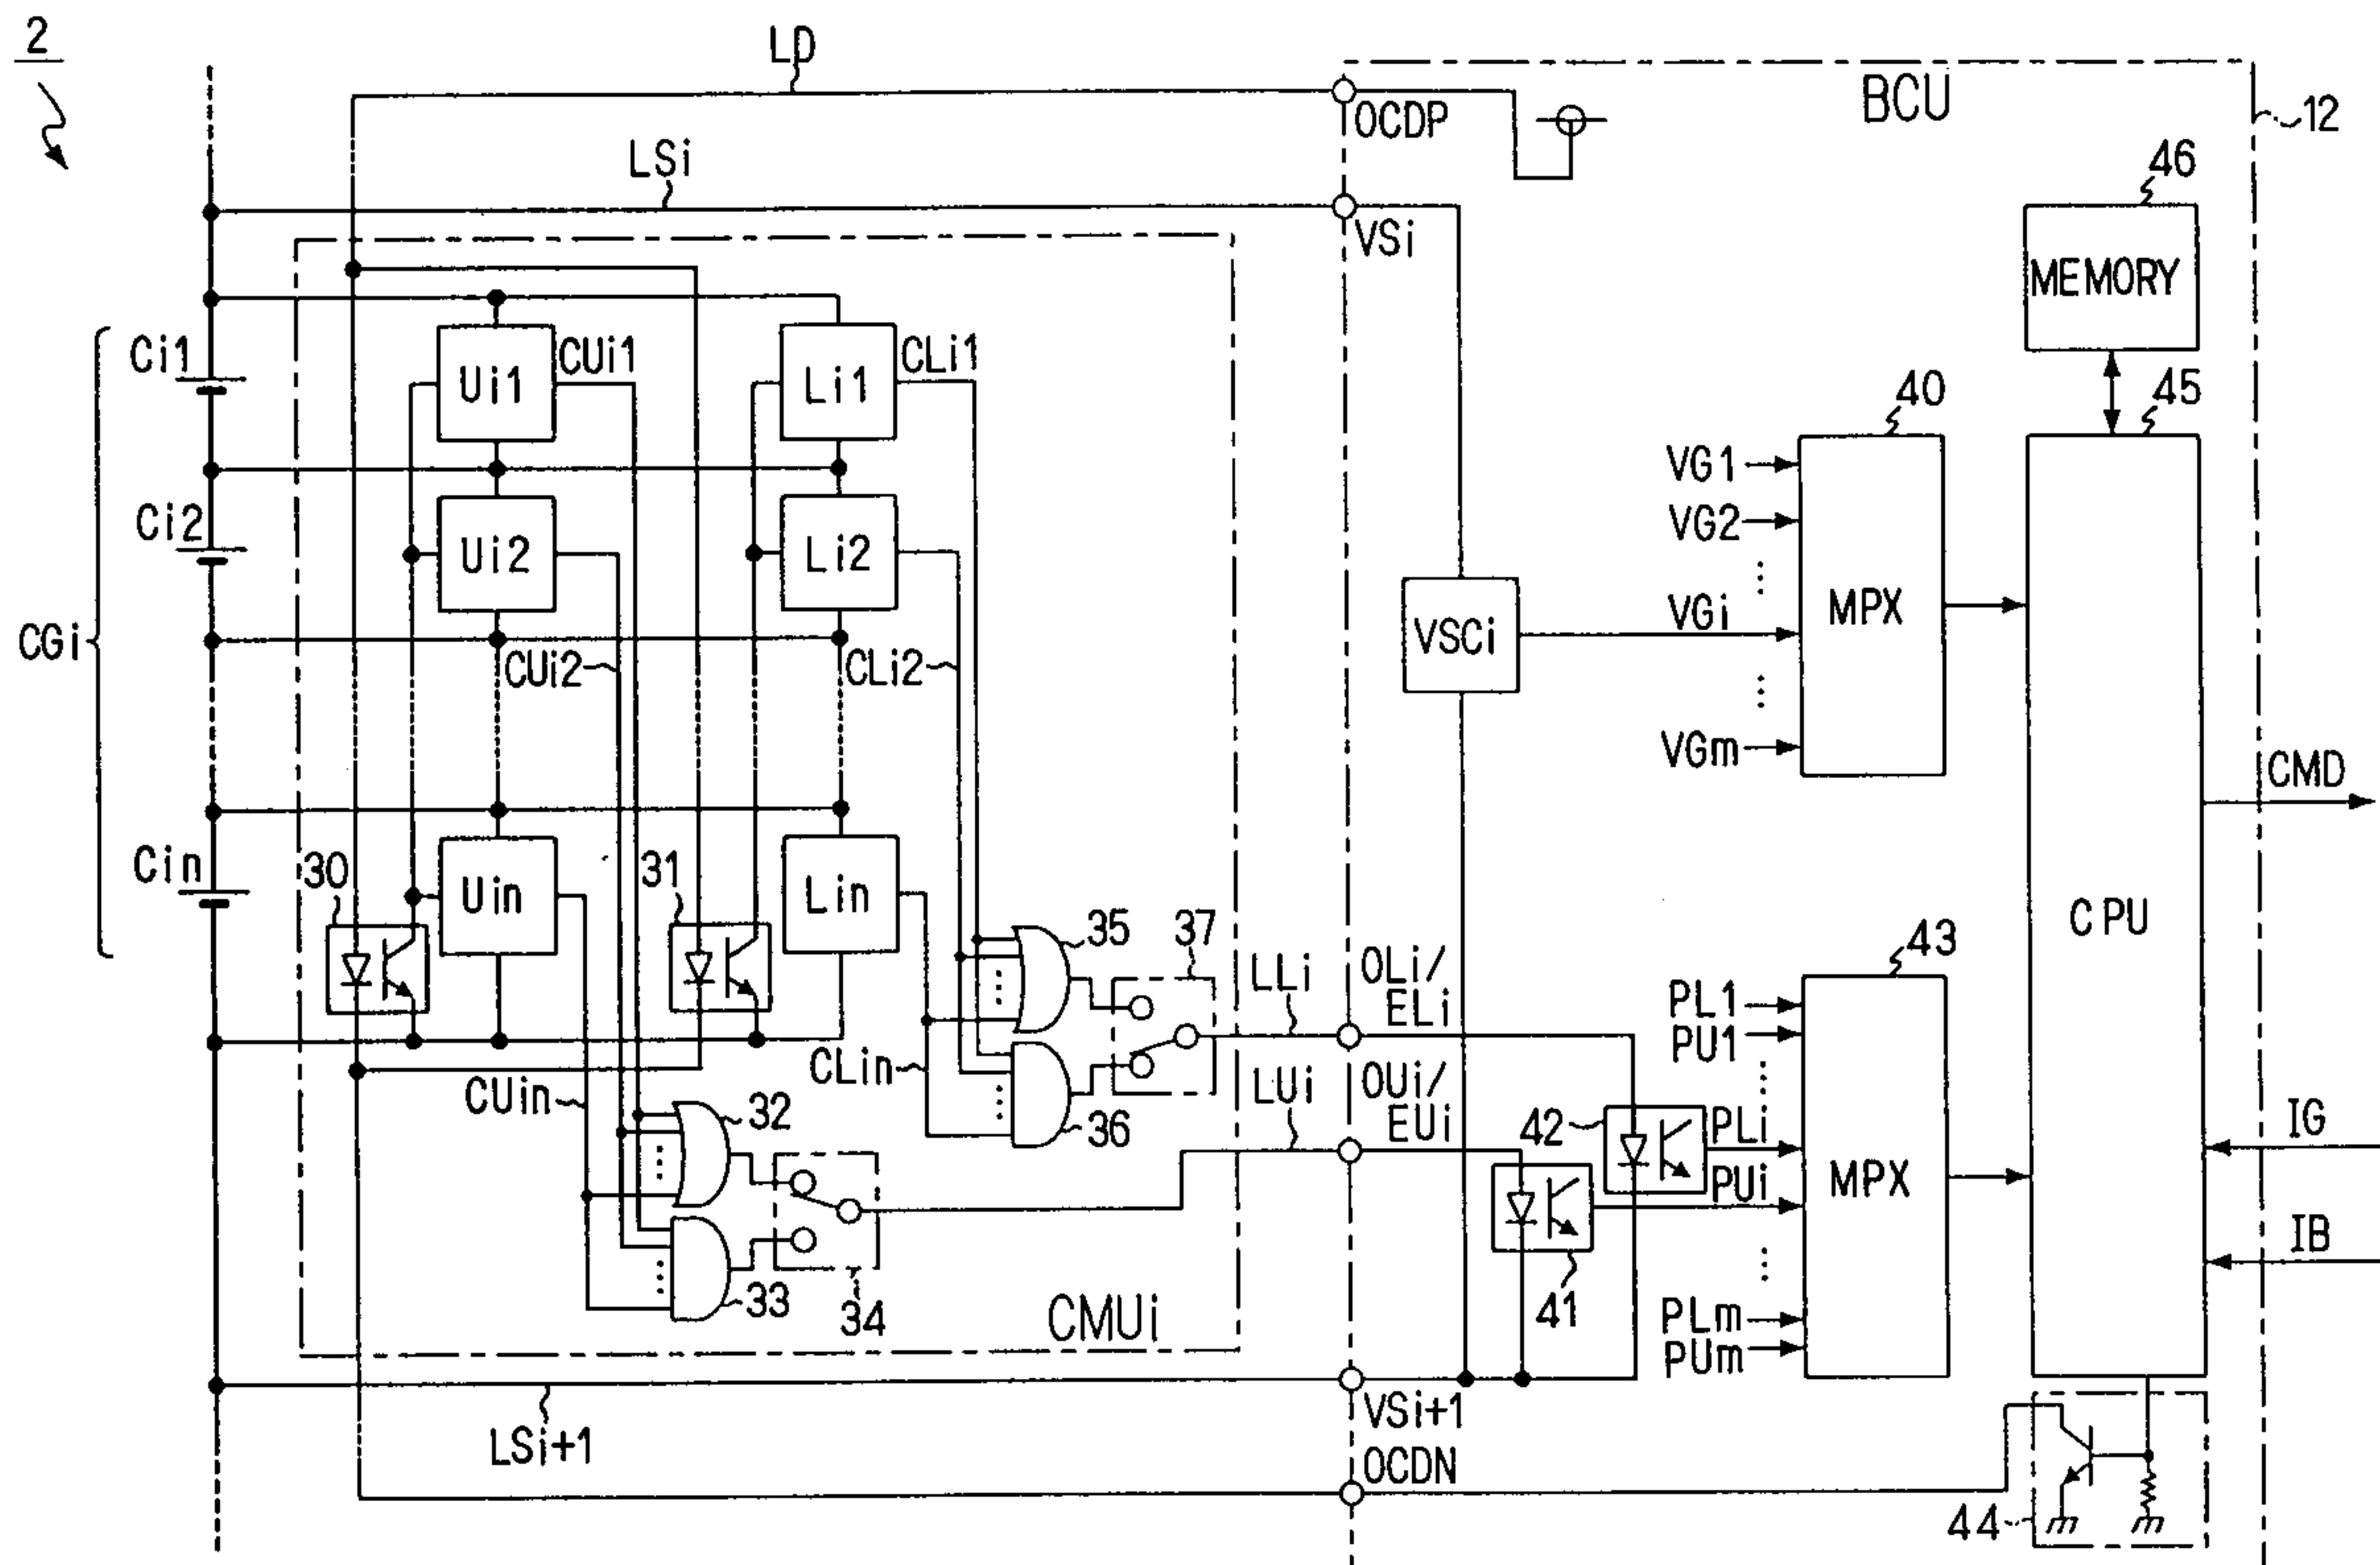 2
LD
BCU
OCDP
12
LSi
46
VSi
MEMORY
Ci1
Ui1
CUi1
Li1
CLi1
40
45
VG1
Ci2
VG2
Ui2
Li2
VGi
MPX
VSCi
CGi
CUi2
CLi2
VGm
CMD
Cin
30
Uin
31
Lin
CPU
35
37
43
LLi
OLi/
ELi
PL1
PU1
CLin
CUin
32
36
LUi
OUi/
EUi
42
PLi
IG
PUi
MPX
33
34
41
IB
CMUi
PLm
PUm
VSi+1
LSi+1
OCDN
44